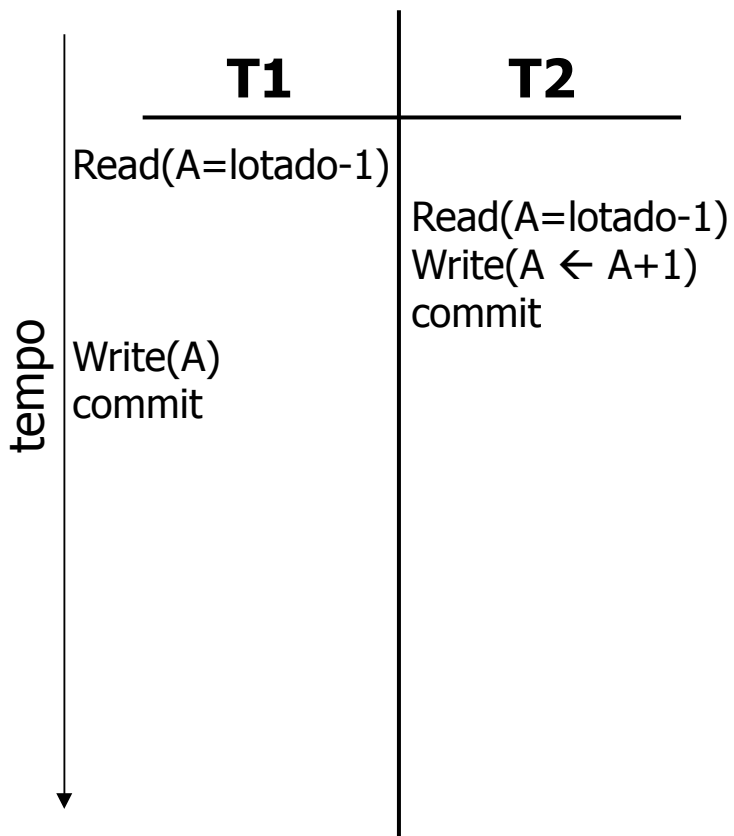 T1 T2
Read(A=lotado-1)
Read(A=lotado-1)
Write(A ← A+1)
commit
Write(A)
commit
tempo